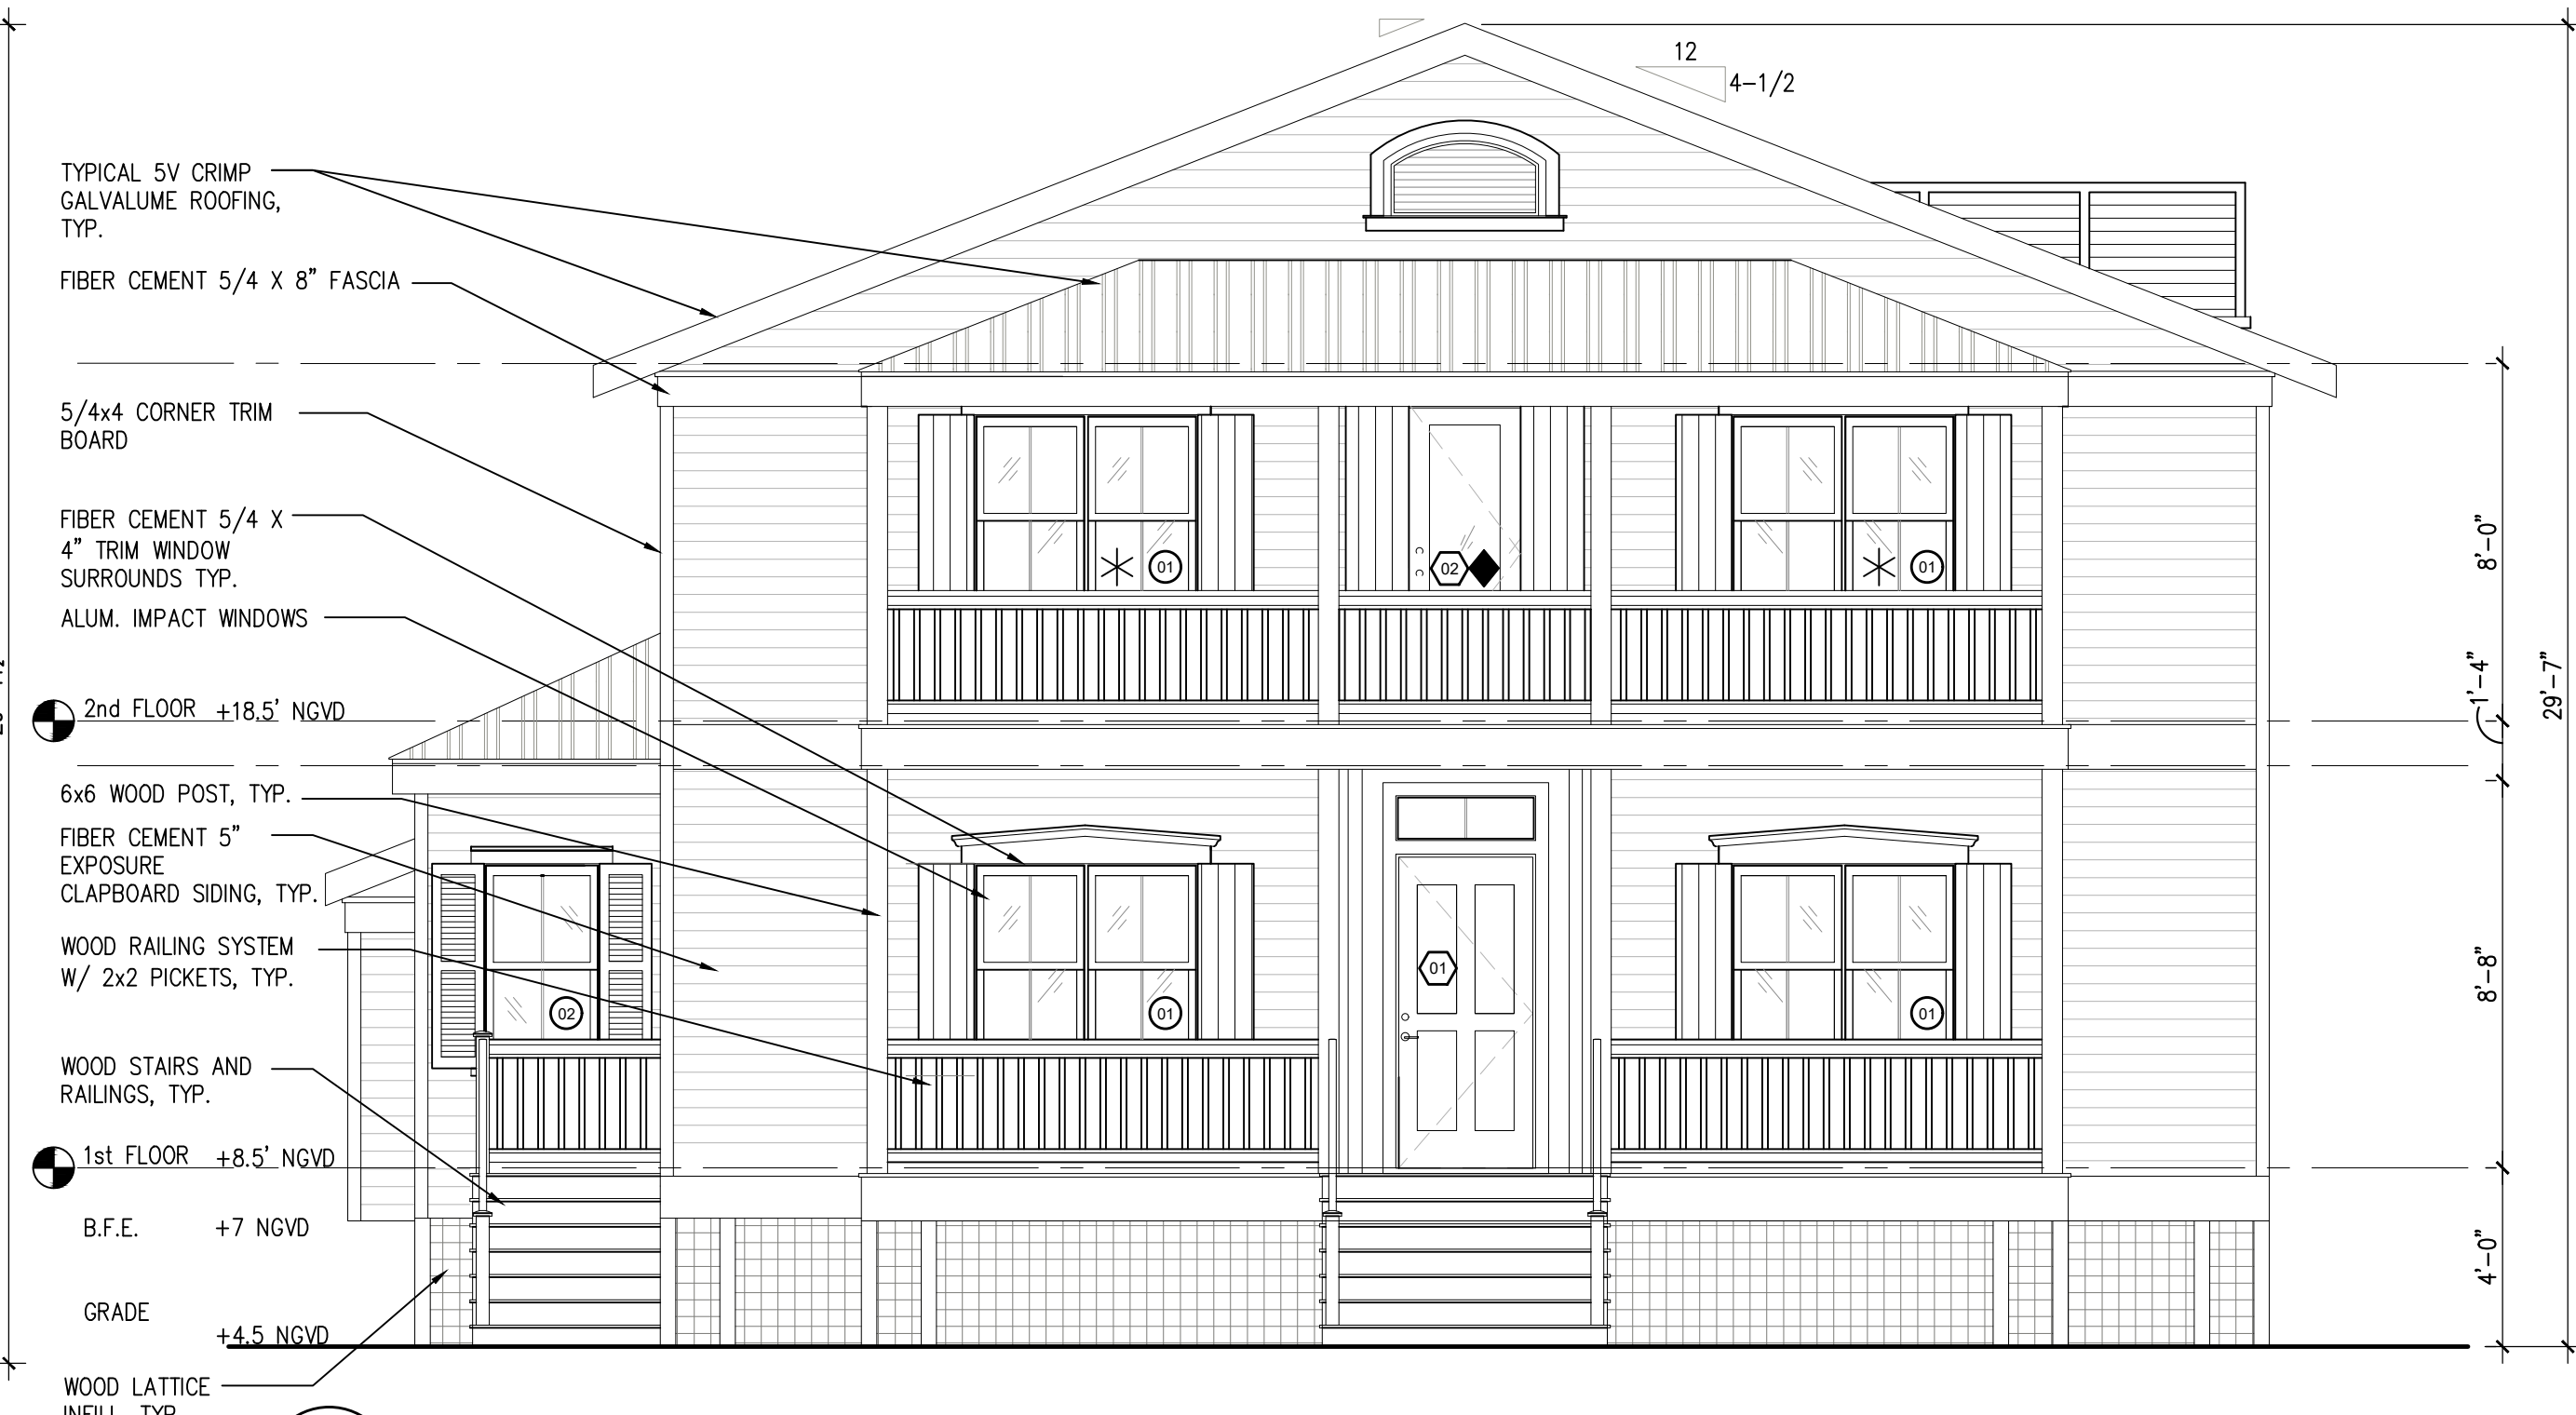 12
4-1/2
TYPICAL 5V CRIMP
GALVALUME ROOFING,
TYP.
FIBER CEMENT 5/4 X 8" FASCIA
5/4x4 CORNER TRIM
BOARD
FIBER CEMENT 5/4 X
4" TRIM WINDOW
SURROUNDS TYP.
ALUM. IMPACT WINDOWS
2nd FLOOR +18.5' NGVD
6x6 WOOD POST, TYP.
FIBER CEMENT 5"
EXPOSURE
CLAPBOARD SIDING, TYP.
WOOD RAILING SYSTEM
W/ 2x2 PICKETS, TYP.
WOOD STAIRS AND
RAILINGS, TYP.
1st FLOOR +8.5' NGVD
B.F.E. +7 NGVD
GRADE
+4.5 NGVD
WOOD LATTICE
INFILL, TYP.
01
02
01
02
01
01
01
8'-0"
1'-4"
29'-7"
8'-8"
4'-0"